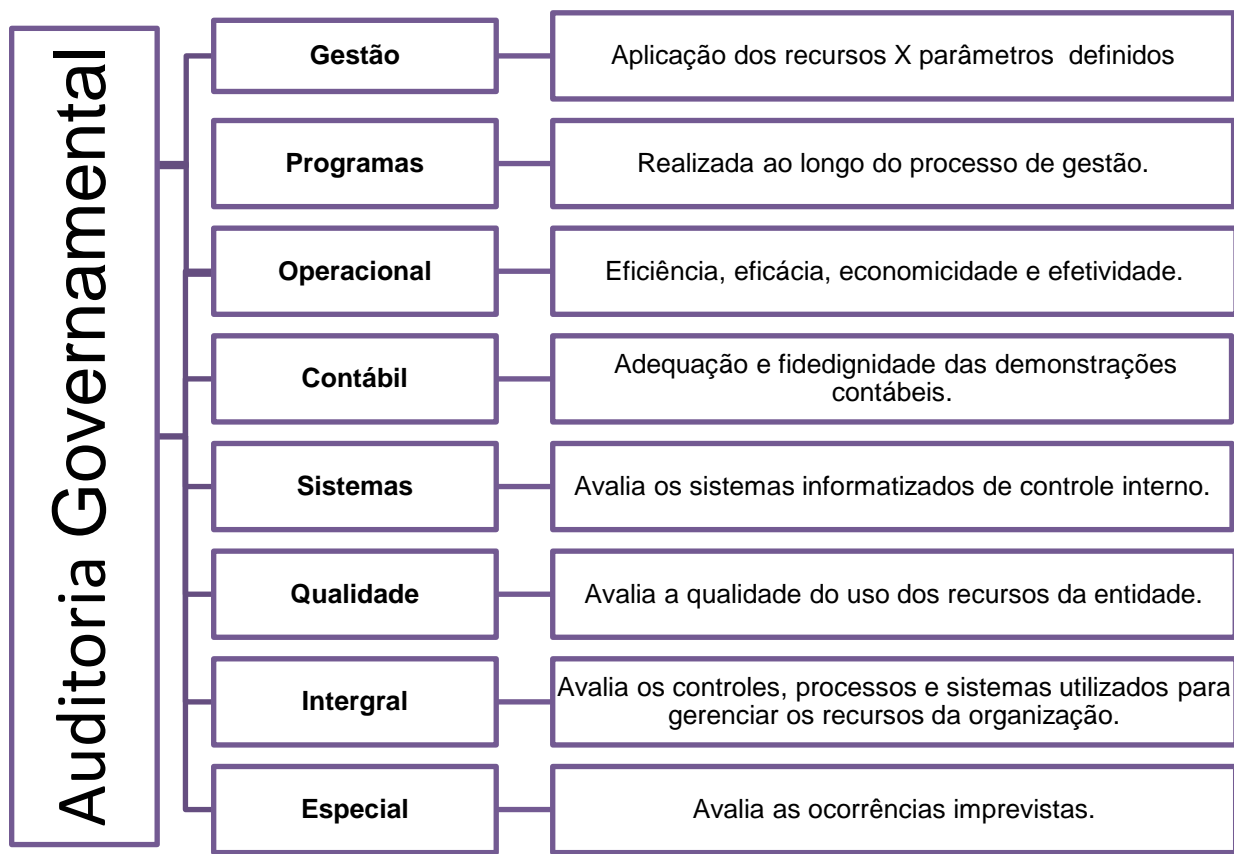 Auditoria Governamental
Gestão
Aplicação dos recursos X parâmetros definidos
Programas
Realizada ao longo do processo de gestão.
Operacional
Eficiência, eficácia, economicidade e efetividade.
Contábil
Adequação e fidedignidade das demonstrações
contábeis.
Sistemas
Avalia os sistemas informatizados de controle interno.
Qualidade
Avalia a qualidade do uso dos recursos da entidade.
Intergral
Avalia os controles, processos e sistemas utilizados para
gerenciar os recursos da organização.
Especial
Avalia as ocorrências imprevistas.